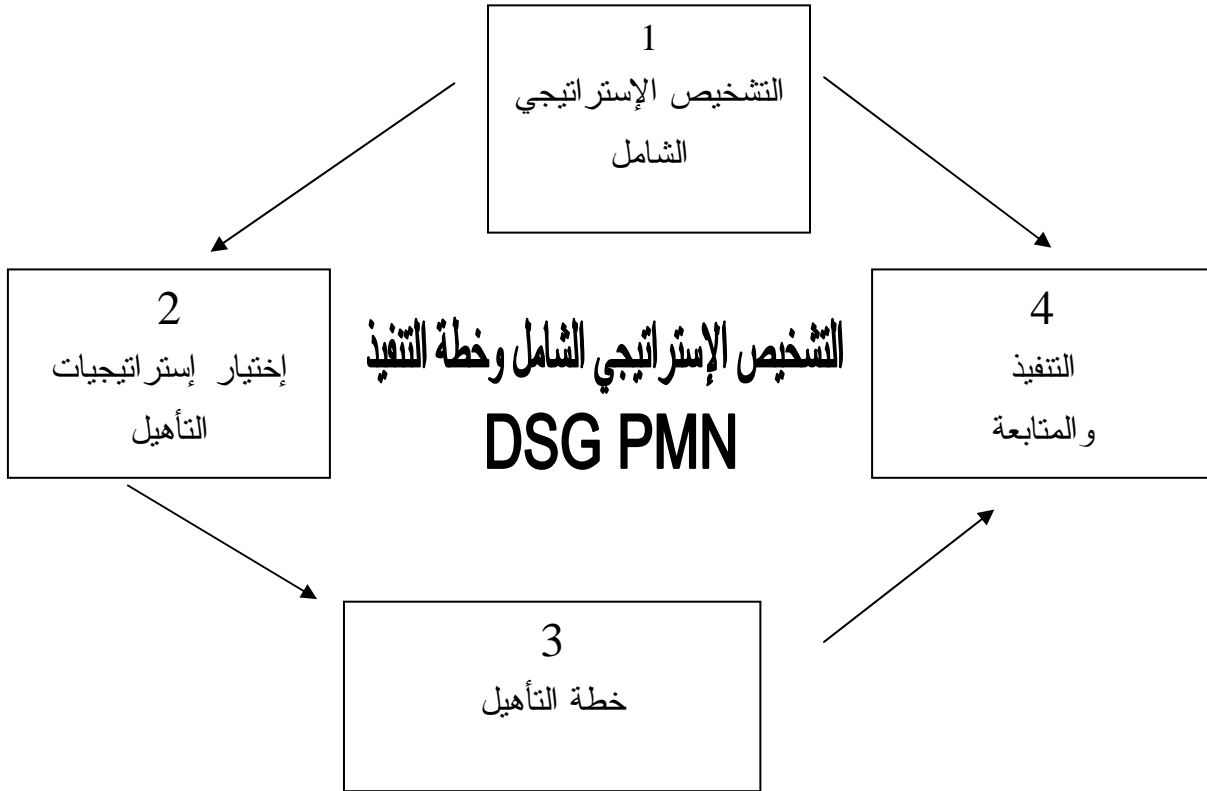 1
التشخيص الإستراتيجي
الشامل
2
إختيار إستراتيجيات
التأهيل
التشخيص الإستراتيجي الشامل وخطة التنفيذ
DSG PMN
4
التنفيذ
والمتابعة
3
خطة التأهيل